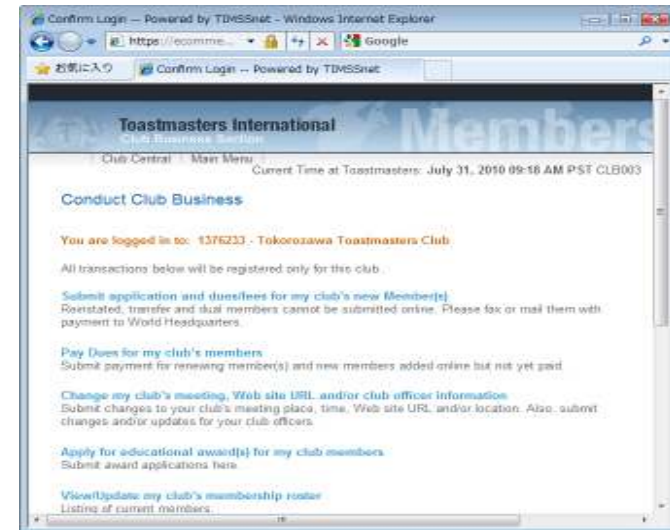 Confirm Login -- Powered by TIMSSnet - Windows Internet Explorer
https://ecomme... Google
お気に入り Confirm Login -- Powered by TIMSSnet
Toastmasters International
Club Business Section
Members
Club Central Main Menu
Current Time at Toastmasters: July 31, 2010 09:18 AM PST CLB003
Conduct Club Business
You are logged in to: 1376233 - Tokorozawa Toastmasters Club
All transactions below will be registered only for this club.
Submit application and dues/fees for my club's new Member(s)
Reinstated, transfer and dual members cannot be submitted online. Please fax or mail them with
payment to World Headquarters.
Pay Dues for my club's members
Submit payment for renewing member(s) and new members added online but not yet paid
Change my club's meeting, Web site URL and/or club officer information
Submit changes to your club's meeting place, time, Web site URL and/or location. Also, submit
changes and/or updates for your club officers.
Apply for educational award(s) for my club members
Submit award applications here.
View/Update my club's membership roster
Listing of current members.